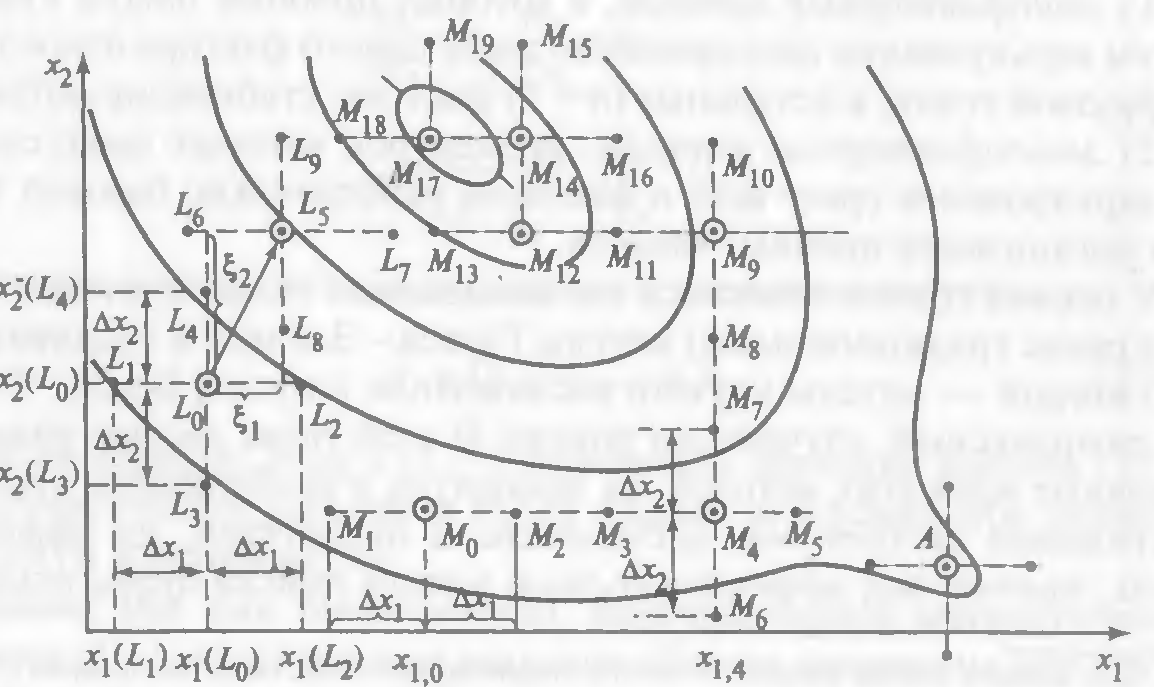 M₁₉ M₁₅
x₂
M₁₈
L₉ M₁₇ M₁₄ M₁₆ M₁₀
L₆ L₅
ξ₂ L₇ M₁₃ M₁₂ M₁₁ M₉
x₂⁻(L₄) Δx₂ L₄ L₈ M₈
L₁
x₂(L₀) L₀ ξ₁ L₂ M₇
Δx₂
x₂(L₃) L₃ Δx₂
M₁ M₀ M₂ M₃ M₄ M₅ A
Δx₁ Δx₁ Δx₂
Δx₁ Δx₁ M₆
x₁(L₁) x₁(L₀) x₁(L₂) x₁,₀ x₁,₄ x₁